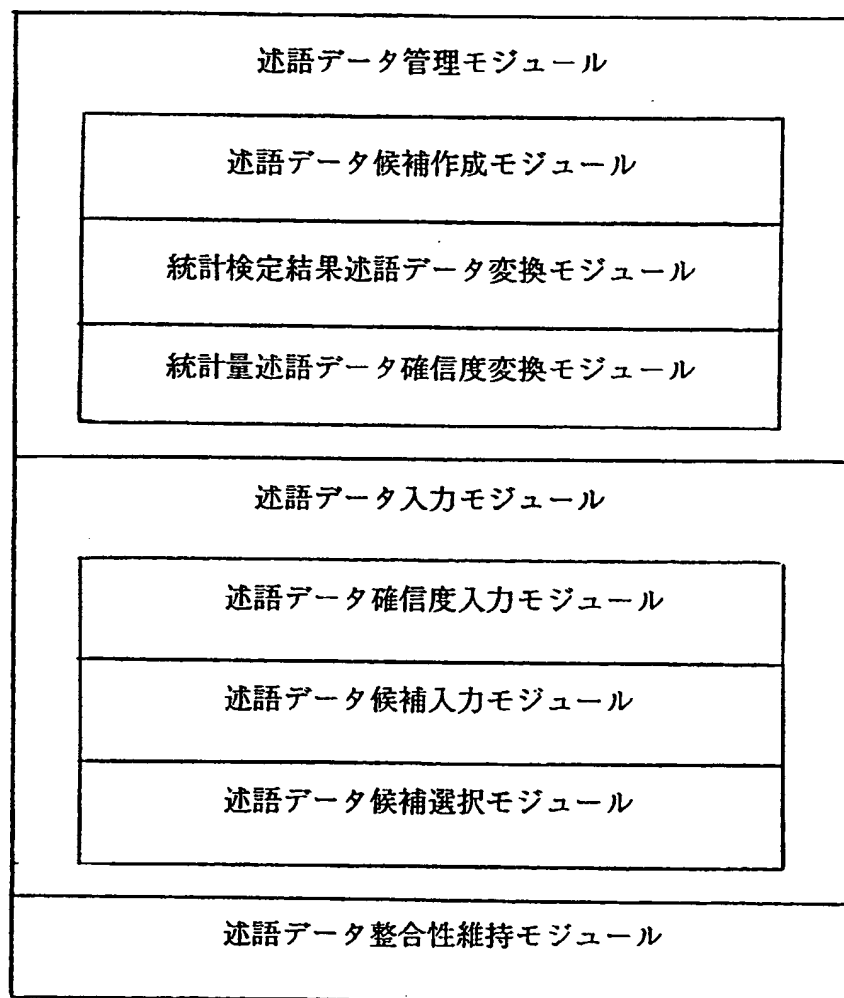 述語データ管理モジュール
述語データ候補作成モジュール
統計検定結果述語データ変換モジュール
統計量述語データ確信度変換モジュール
述語データ入力モジュール
述語データ確信度入力モジュール
述語データ候補入力モジュール
述語データ候補選択モジュール
述語データ整合性維持モジュール